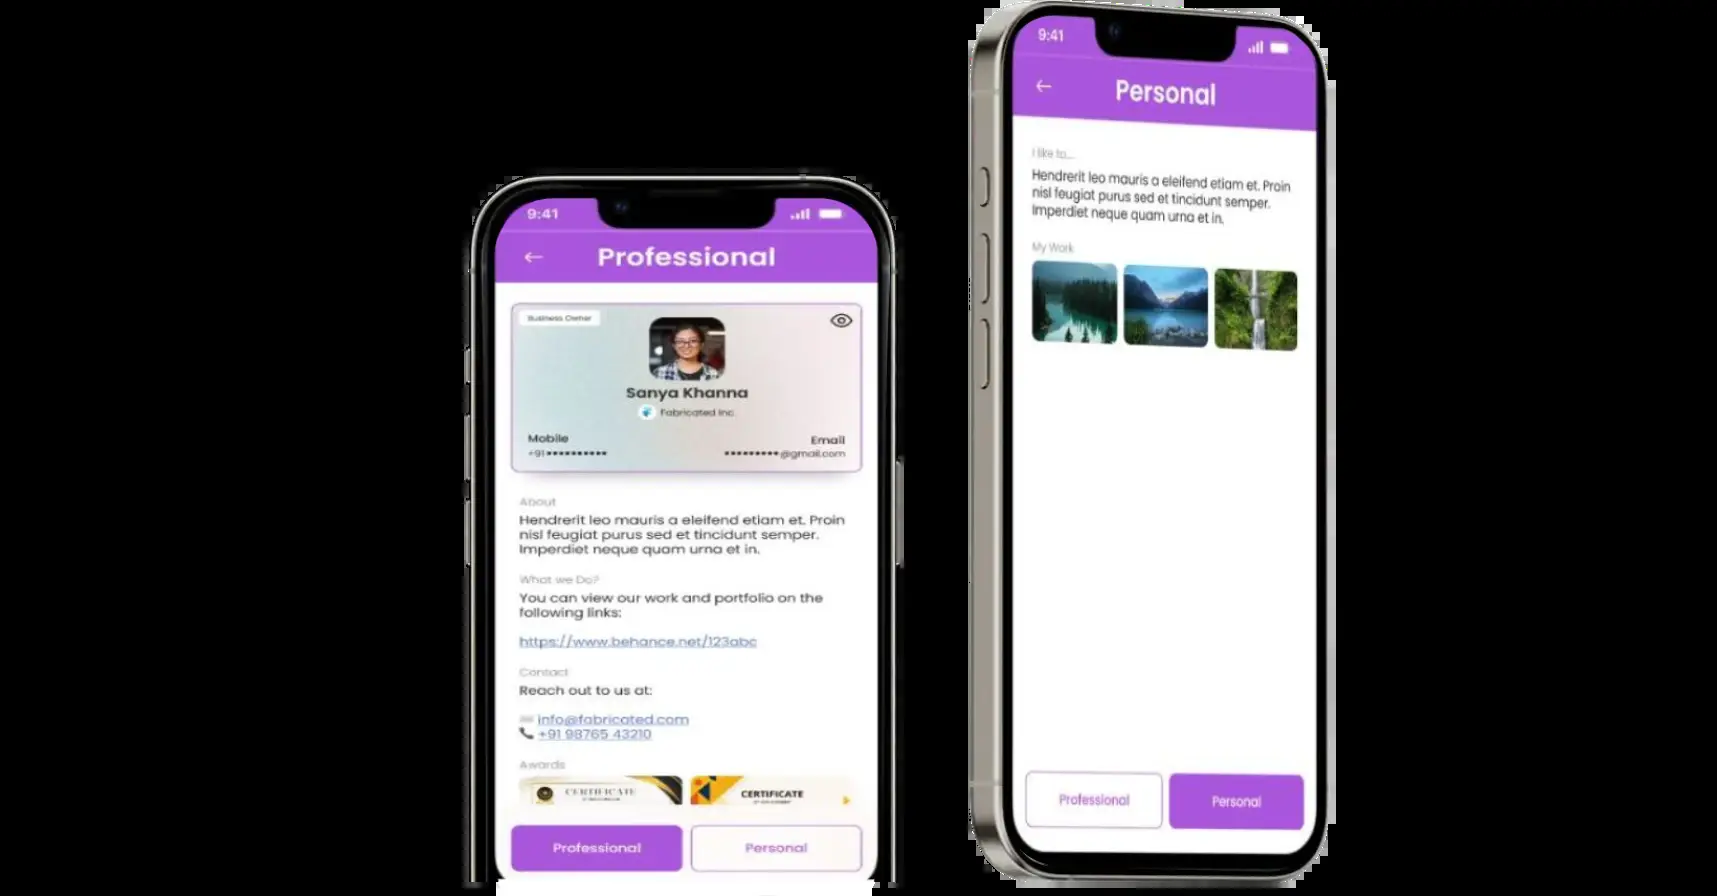 9:41
Professional
Business Owner
Sanya Khanna
Fabricated Inc.
Mobile
Email
+91••••••••••
•••••••••@gmail.com
About
Hendrerit leo mauris a eleifend etiam et. Proin
nisl feugiat purus sed et tincidunt semper.
Imperdiet neque quam urna et in.
What we Do?
You can view our work and portfolio on the
following links:
https://www.behance.net/123abc
Contact
Reach out to us at:
info@fabricated.com
+91 98765 43210
Awards
CERTIFICATE
CERTIFICATE
Professional
Personal
9:41
Personal
I like to...
Hendrerit leo mauris a eleifend etiam et. Proin
nisl feugiat purus sed et tincidunt semper.
Imperdiet neque quam urna et in.
My Work
Professional
Personal